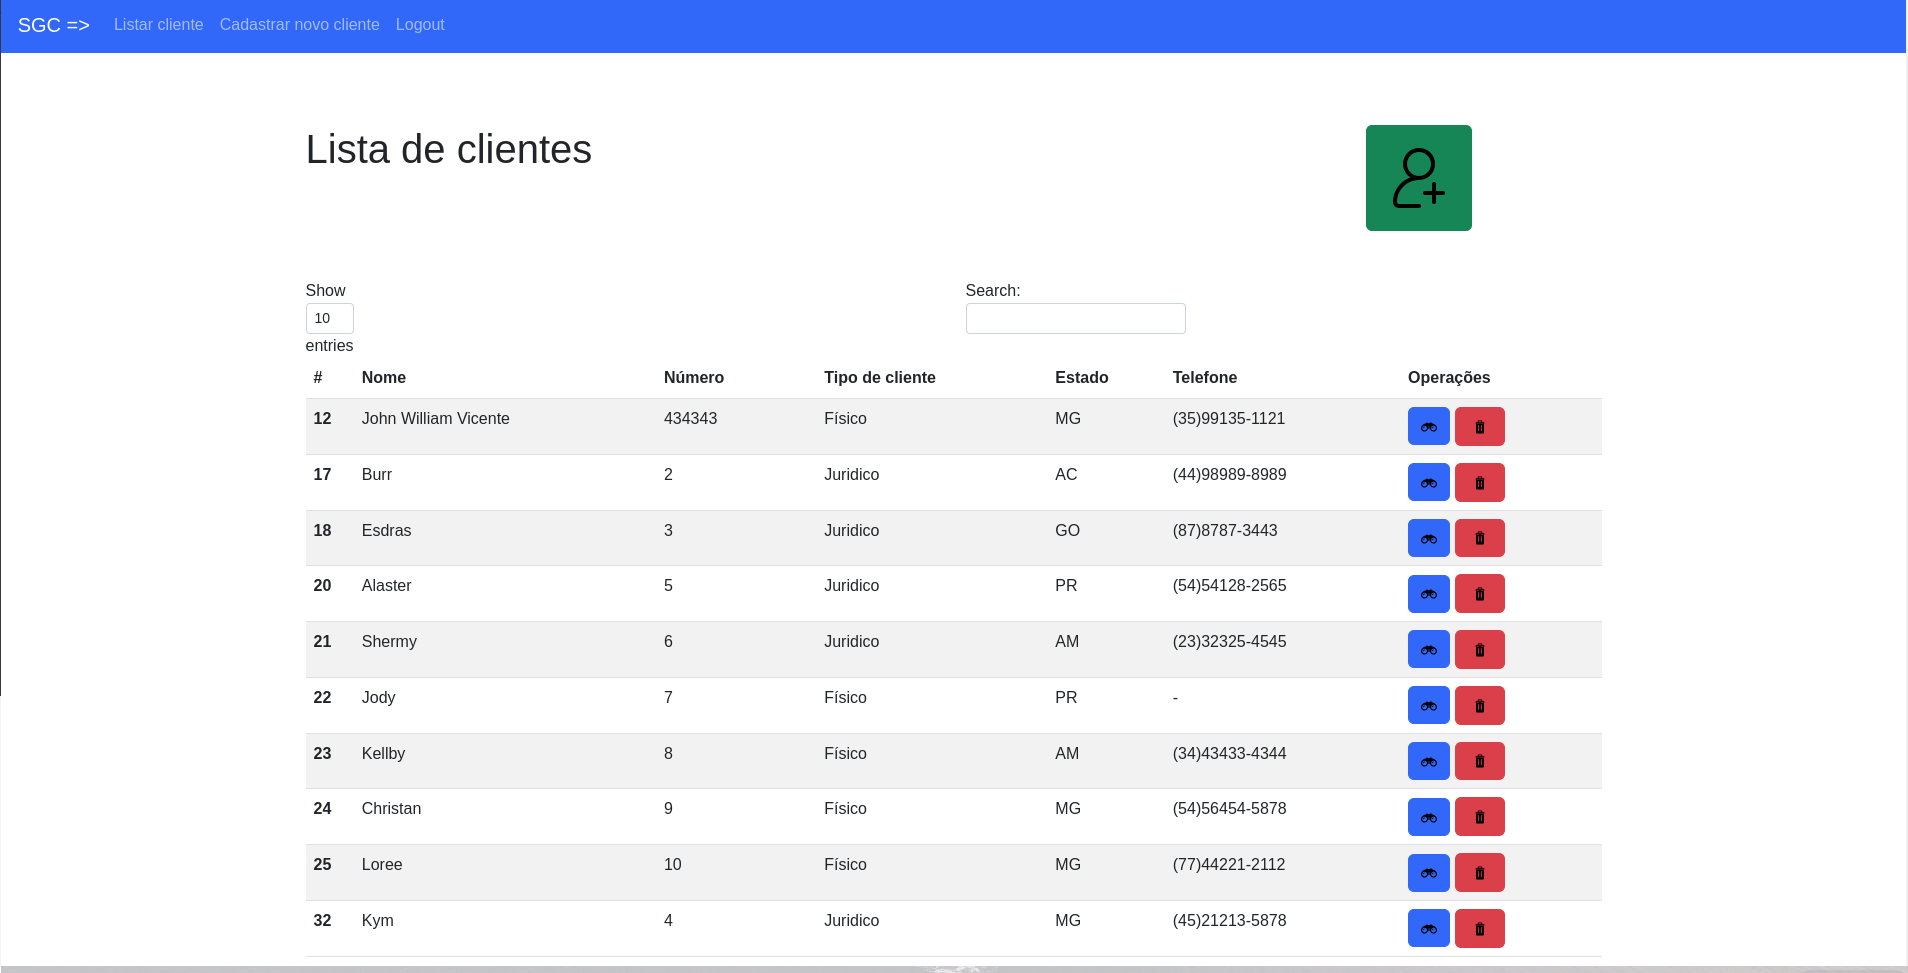 SGC => Listar cliente Cadastrar novo cliente Logout
Lista de clientes
Show
Search:
10
entries
# Nome Número Tipo de cliente Estado Telefone Operações
12 John William Vicente 434343 Físico MG (35)99135-1121
17 Burr 2 Juridico AC (44)98989-8989
18 Esdras 3 Juridico GO (87)8787-3443
20 Alaster 5 Juridico PR (54)54128-2565
21 Shermy 6 Juridico AM (23)32325-4545
22 Jody 7 Físico PR -
23 Kellby 8 Físico AM (34)43433-4344
24 Christan 9 Físico MG (54)56454-5878
25 Loree 10 Físico MG (77)44221-2112
32 Kym 4 Juridico MG (45)21213-5878